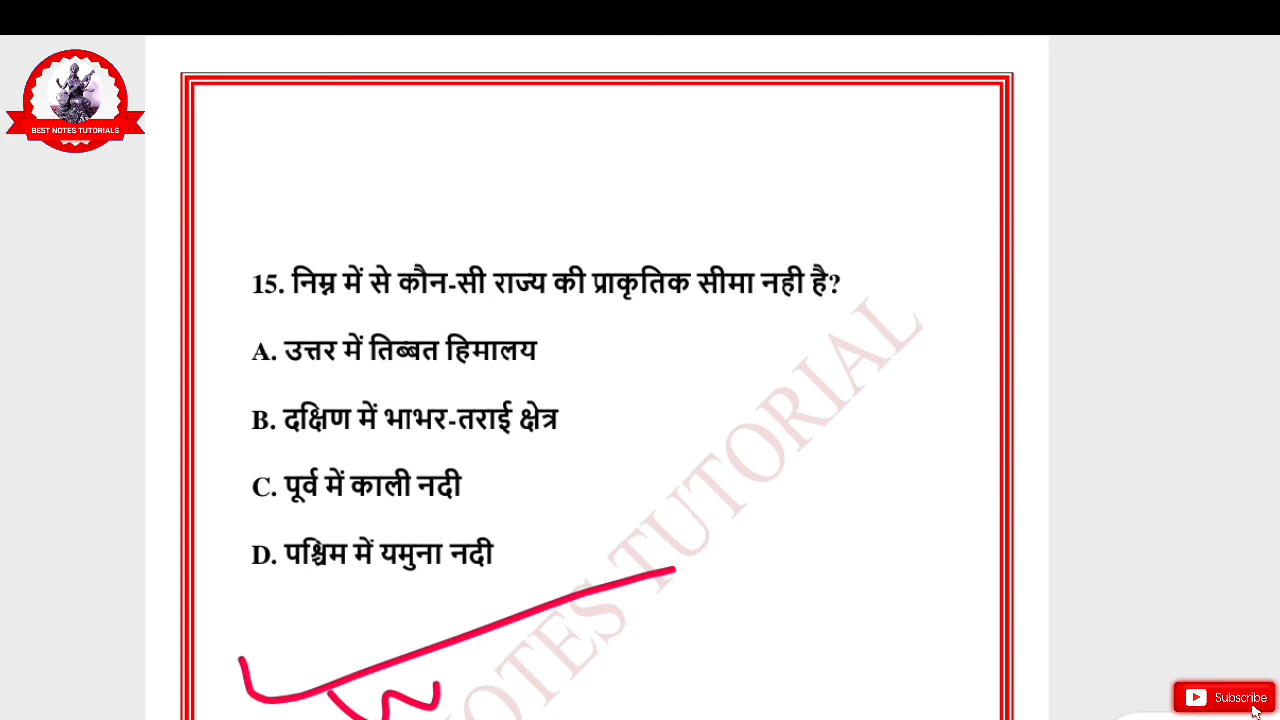 BEST NOTES TUTORIALS
15. निम्न में से कौन-सी राज्य की प्राकृतिक सीमा नही है?
A. उत्तर में तिब्बत हिमालय
B. दक्षिण में भाभर-तराई क्षेत्र
C. पूर्व में काली नदी
D. पश्चिम में यमुना नदी
NOTES TUTORIAL
Subscribe